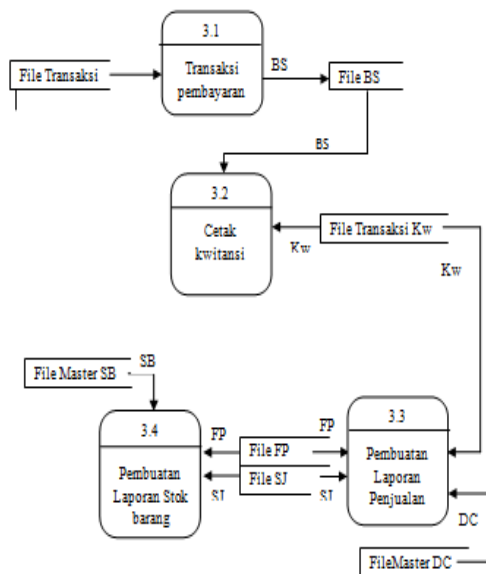 3.1
File Transaksi
Transaksi
pembayaran
BS
File BS
BS
3.2
Cetak
kwitansi
File Transaksi Kw
Kw
Kw
SB
File Master SB
3.4
Pembuatan
Laporan Stok
barang
FP
FP
File FP
File SJ
SJ
SJ
3.3
Pembuatan
Laporan
Penjualan
DC
FileMaster DC